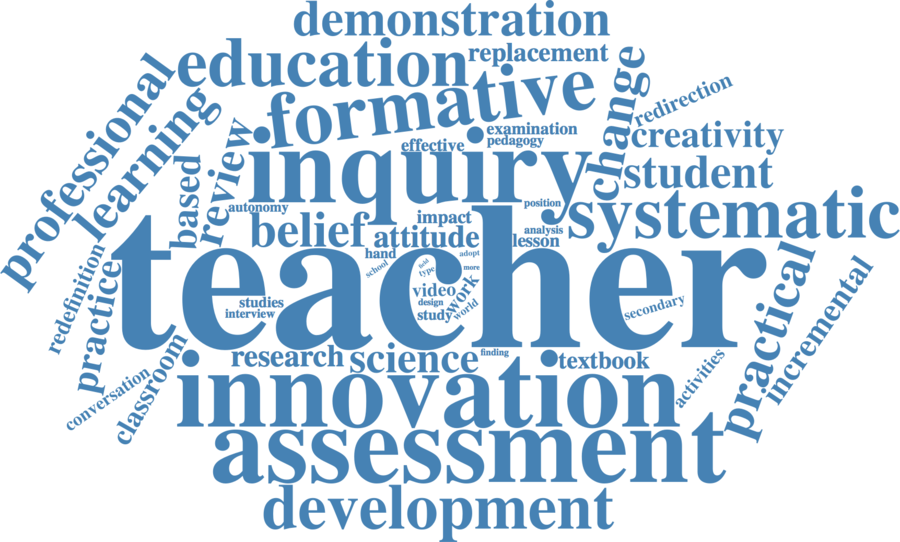 demonstration
education
replacement
formative
change
redirection
professional
learning
based
review
inquiry
effective
examination
pedagogy
creativity
student
autonomy
belief
attitude
impact
position
analysis
lesson
systematic
hand
school
field
type
adopt
more
teacher
video
design
study
work
world
studies
interview
secondary
redefinition
practice
conversation
classroom
research
science
finding
textbook
activities
practical
incremental
innovation
assessment
development